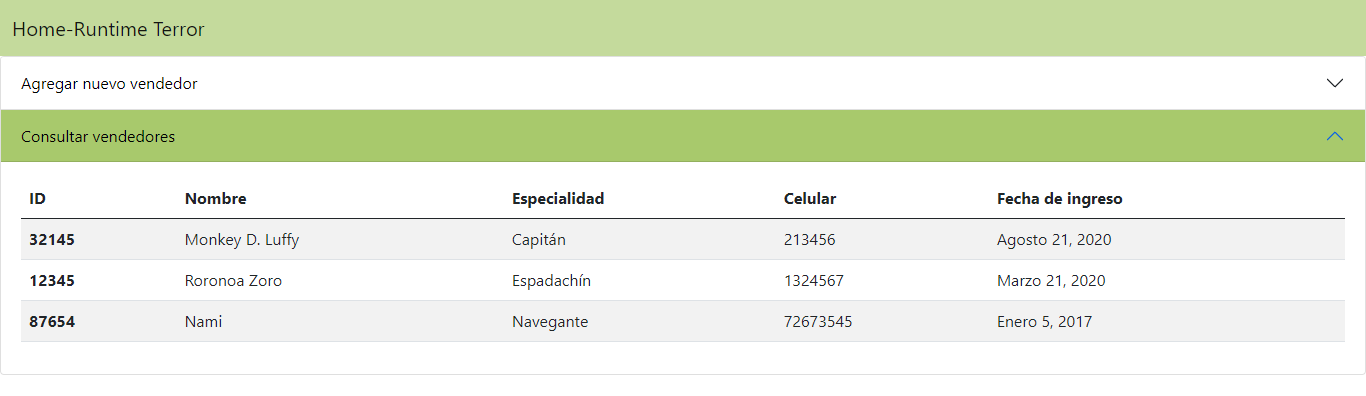 Home-Runtime Terror
Agregar nuevo vendedor
Consultar vendedores
ID Nombre Especialidad Celular Fecha de ingreso
32145 Monkey D. Luffy Capitán 213456 Agosto 21, 2020
12345 Roronoa Zoro Espadachín 1324567 Marzo 21, 2020
87654 Nami Navegante 72673545 Enero 5, 2017